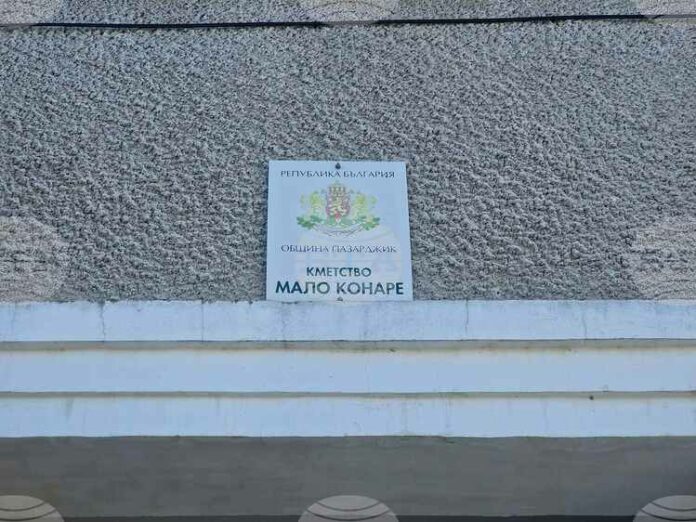 РЕПУБЛИКА БЪЛГАРИЯ
ОБЩИНА ПАЗАРДЖИК
КМЕТСТВО
МАЛО КОНАРЕ